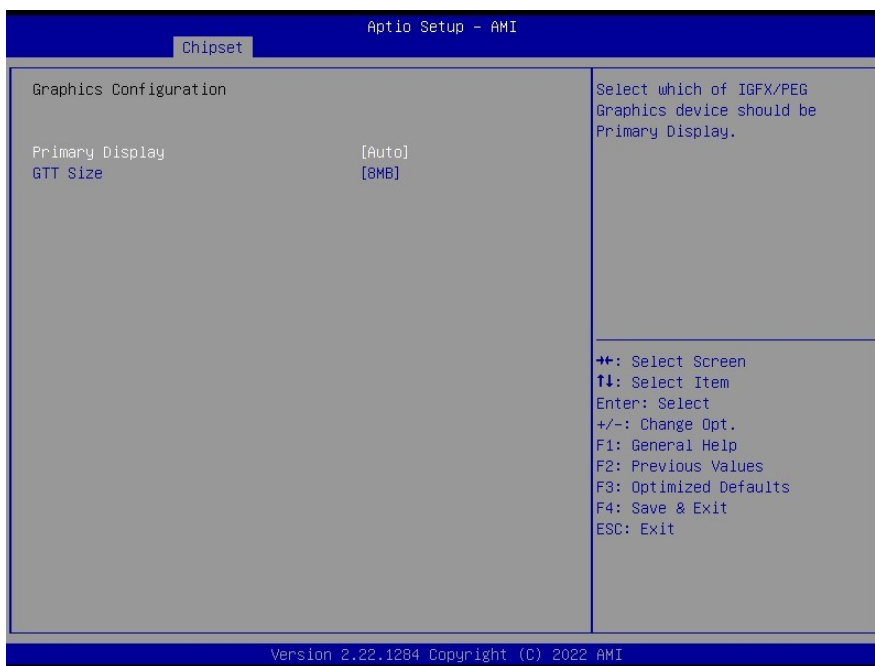 Aptio Setup – AMI
Chipset
Graphics Configuration
Primary Display [Auto]
GTT Size [8MB]
Select which of IGFX/PEG
Graphics device should be
Primary Display.
→←: Select Screen
↑↓: Select Item
Enter: Select
+/-: Change Opt.
F1: General Help
F2: Previous Values
F3: Optimized Defaults
F4: Save & Exit
ESC: Exit
Version 2.22.1284 Copyright (C) 2022 AMI